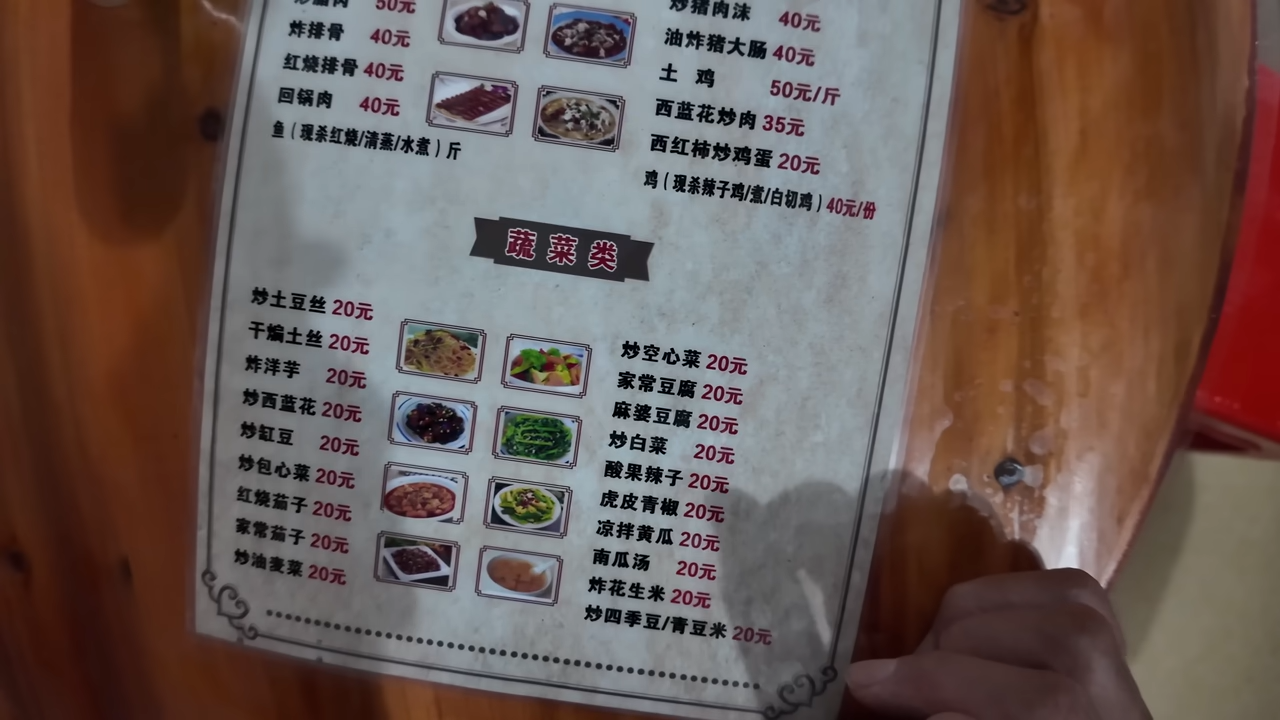 肉 50元
炸排骨 40元
红烧排骨 40元
回锅肉 40元
鱼（现杀红烧/清蒸/水煮）斤
炒猪肉沫 40元
油炸猪大肠 40元
土 鸡 50元/斤
西蓝花炒肉 35元
西红柿炒鸡蛋 20元
鸡（现杀辣子鸡/煮/白切鸡）40元/份
蔬菜类
炒土豆丝 20元
干煸土丝 20元
炸洋芋 20元
炒西蓝花 20元
炒缸豆 20元
炒包心菜 20元
红烧茄子 20元
家常茄子 20元
炒油麦菜 20元
炒空心菜 20元
家常豆腐 20元
麻婆豆腐 20元
炒白菜 20元
酸果辣子 20元
虎皮青椒 20元
凉拌黄瓜 20元
南瓜汤 20元
炸花生米 20元
炒四季豆/青豆米 20元